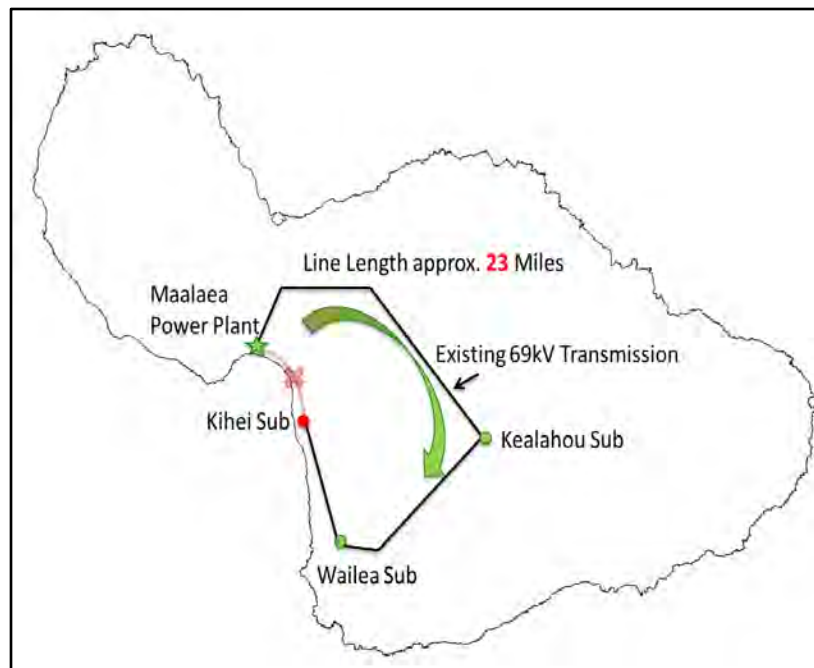 Line Length approx. 23 Miles
Maalaea
Power Plant
Existing 69kV Transmission
Kihei Sub
Kealahou Sub
Wailea Sub